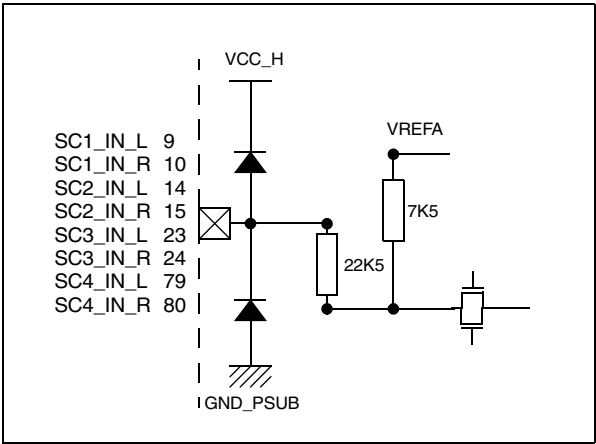 VCC_H
VREFA
SC1_IN_L 9
SC1_IN_R 10
SC2_IN_L 14
SC2_IN_R 15
SC3_IN_L 23
SC3_IN_R 24
SC4_IN_L 79
SC4_IN_R 80
7K5
22K5
GND_PSUB